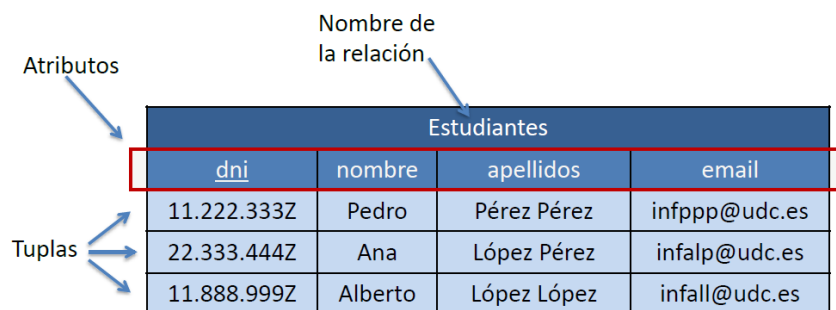 Nombre de
la relación
Atributos
Estudiantes
dni nombre apellidos email
11.222.333Z Pedro Pérez Pérez infppp@udc.es
Tuplas
22.333.444Z Ana López Pérez infalp@udc.es
11.888.999Z Alberto López López infall@udc.es